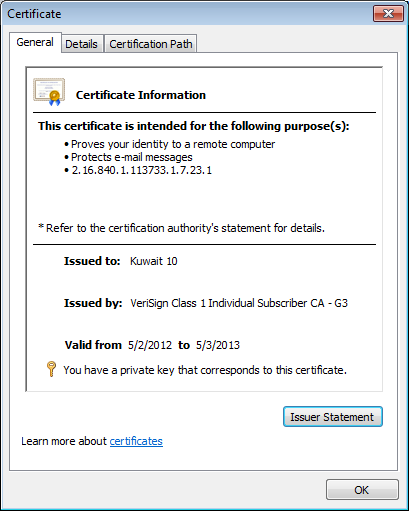 Certificate
General Details Certification Path
Certificate Information
This certificate is intended for the following purpose(s):
• Proves your identity to a remote computer
• Protects e-mail messages
• 2.16.840.1.113733.1.7.23.1
* Refer to the certification authority's statement for details.
Issued to: Kuwait 10
Issued by: VeriSign Class 1 Individual Subscriber CA - G3
Valid from 5/2/2012 to 5/3/2013
You have a private key that corresponds to this certificate.
Issuer Statement
Learn more about certificates
OK